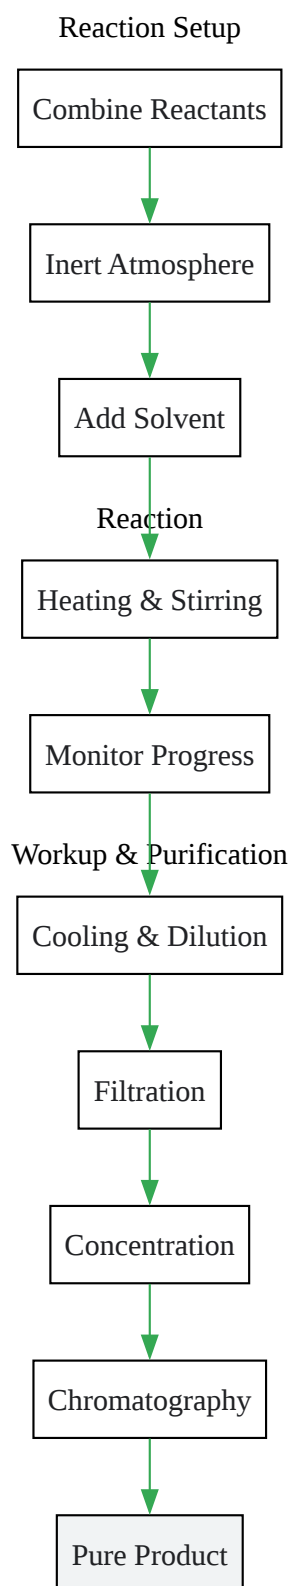 Reaction Setup
Combine Reactants
Inert Atmosphere
Add Solvent
Reaction
Heating & Stirring
Monitor Progress
Workup & Purification
Cooling & Dilution
Filtration
Concentration
Chromatography
Pure Product